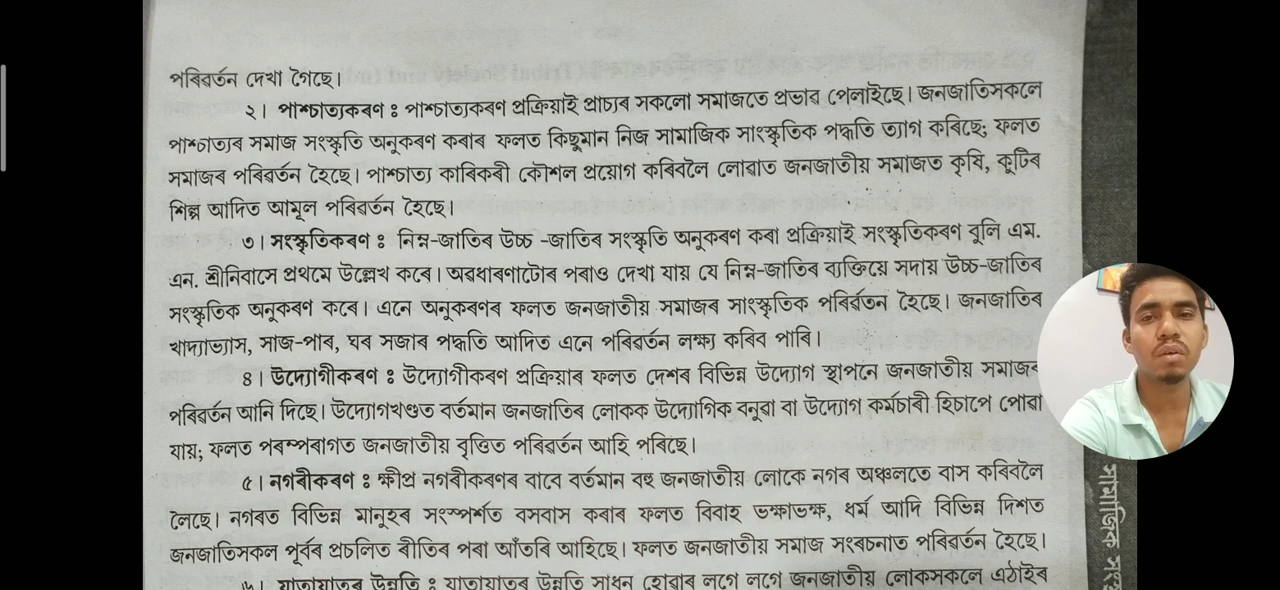 পৰিৱৰ্তন দেখা গৈছে।
২। পাশ্চাত্যকৰণ ঃ পাশ্চাত্যকৰণ প্ৰক্ৰিয়াই প্ৰাচ্যৰ সকলো সমাজতে প্ৰভাৱ পেলাইছে। জনজাতিসকলে
পাশ্চাত্যৰ সমাজ সংস্কৃতি অনুকৰণ কৰাৰ ফলত কিছুমান নিজ সামাজিক সাংস্কৃতিক পদ্ধতি ত্যাগ কৰিছে; ফলত
সমাজৰ পৰিৱৰ্তন হৈছে। পাশ্চাত্য কাৰিকৰী কৌশল প্ৰয়োগ কৰিবলৈ লোৱাত জনজাতীয় সমাজত কৃষি, কুটিৰ
শিল্প আদিত আমূল পৰিৱৰ্তন হৈছে।
৩। সংস্কৃতিকৰণ ঃ নিম্ন-জাতিৰ উচ্চ -জাতিৰ সংস্কৃতি অনুকৰণ কৰা প্ৰক্ৰিয়াই সংস্কৃতিকৰণ বুলি এম.
এন. শ্ৰীনিবাসে প্ৰথমে উল্লেখ কৰে। অৱধাৰণাটোৰ পৰাও দেখা যায় যে নিম্ন-জাতিৰ ব্যক্তিয়ে সদায় উচ্চ-জাতিৰ
সংস্কৃতিক অনুকৰণ কৰে। এনে অনুকৰণৰ ফলত জনজাতীয় সমাজৰ সাংস্কৃতিক পৰিৰ্বতন হৈছে। জনজাতিৰ
খাদ্যাভ্যাস, সাজ-পাৰ, ঘৰ সজাৰ পদ্ধতি আদিত এনে পৰিৱৰ্তন লক্ষ্য কৰিব পাৰি।
৪। উদ্যোগীকৰণ ঃ উদ্যোগীকৰণ প্ৰক্ৰিয়াৰ ফলত দেশৰ বিভিন্ন উদ্যোগ স্থাপনে জনজাতীয় সমাজৰ
পৰিৱৰ্তন আনি দিছে। উদ্যোগখণ্ডত বৰ্তমান জনজাতিৰ লোকক উদ্যোগিক বনুৱা বা উদ্যোগ কৰ্মচাৰী হিচাপে পোৱা
যায়; ফলত পৰম্পৰাগত জনজাতীয় বৃত্তিত পৰিৱৰ্তন আহি পৰিছে।
৫। নগৰীকৰণ ঃ ক্ষীপ্ৰ নগৰীকৰণৰ বাবে বৰ্তমান বহু জনজাতীয় লোকে নগৰ অঞ্চলতে বাস কৰিবলৈ
লৈছে। নগৰত বিভিন্ন মানুহৰ সংস্পৰ্শত বসবাস কৰাৰ ফলত বিবাহ ভক্ষাভক্ষ, ধৰ্ম আদি বিভিন্ন দিশত
জনজাতিসকল পূৰ্বৰ প্ৰচলিত ৰীতিৰ পৰা আঁতৰি আহিছে। ফলত জনজাতীয় সমাজ সংৰচনাত পৰিৱৰ্তন হৈছে।
৬। যাতায়াতৰ উন্নতি ঃ যাতায়াতৰ উন্নতি সাধন হোৱাৰ লগে লগে জনজাতীয় লোকসকলে এঠাইৰ
সামাজিক